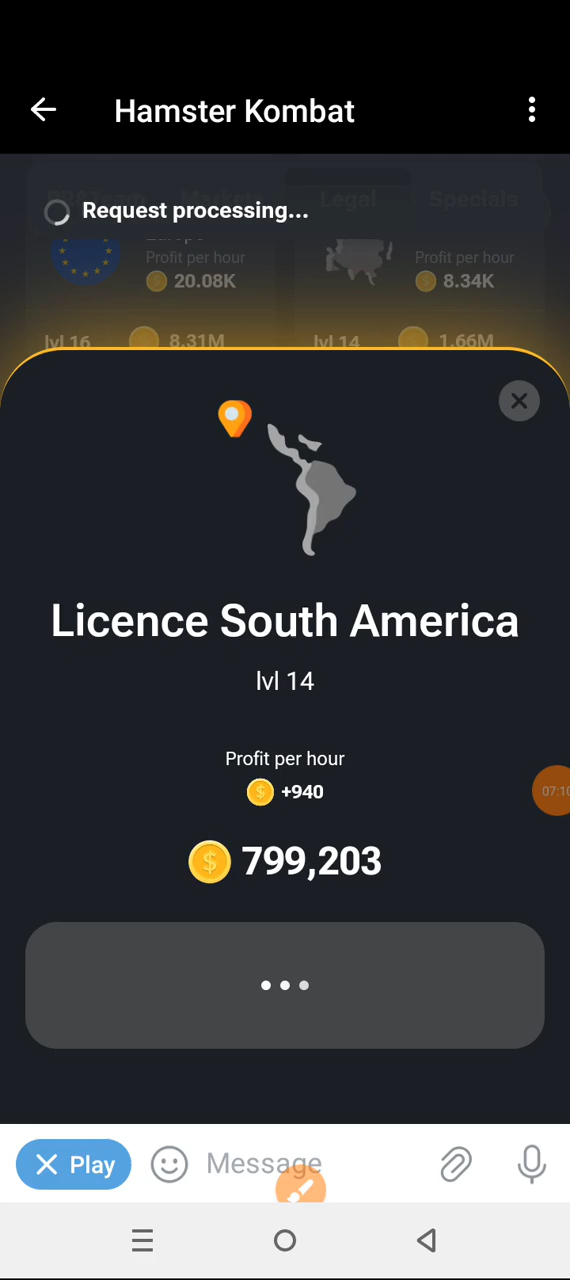 Hamster Kombat
Legal
Specials
Request processing...
Profit per hour
20.08K
Profit per hour
8.34K
lvl 16
8.31M
lvl 14
1.66M
Licence South America
lvl 14
Profit per hour
+940
799,203
Play
Message